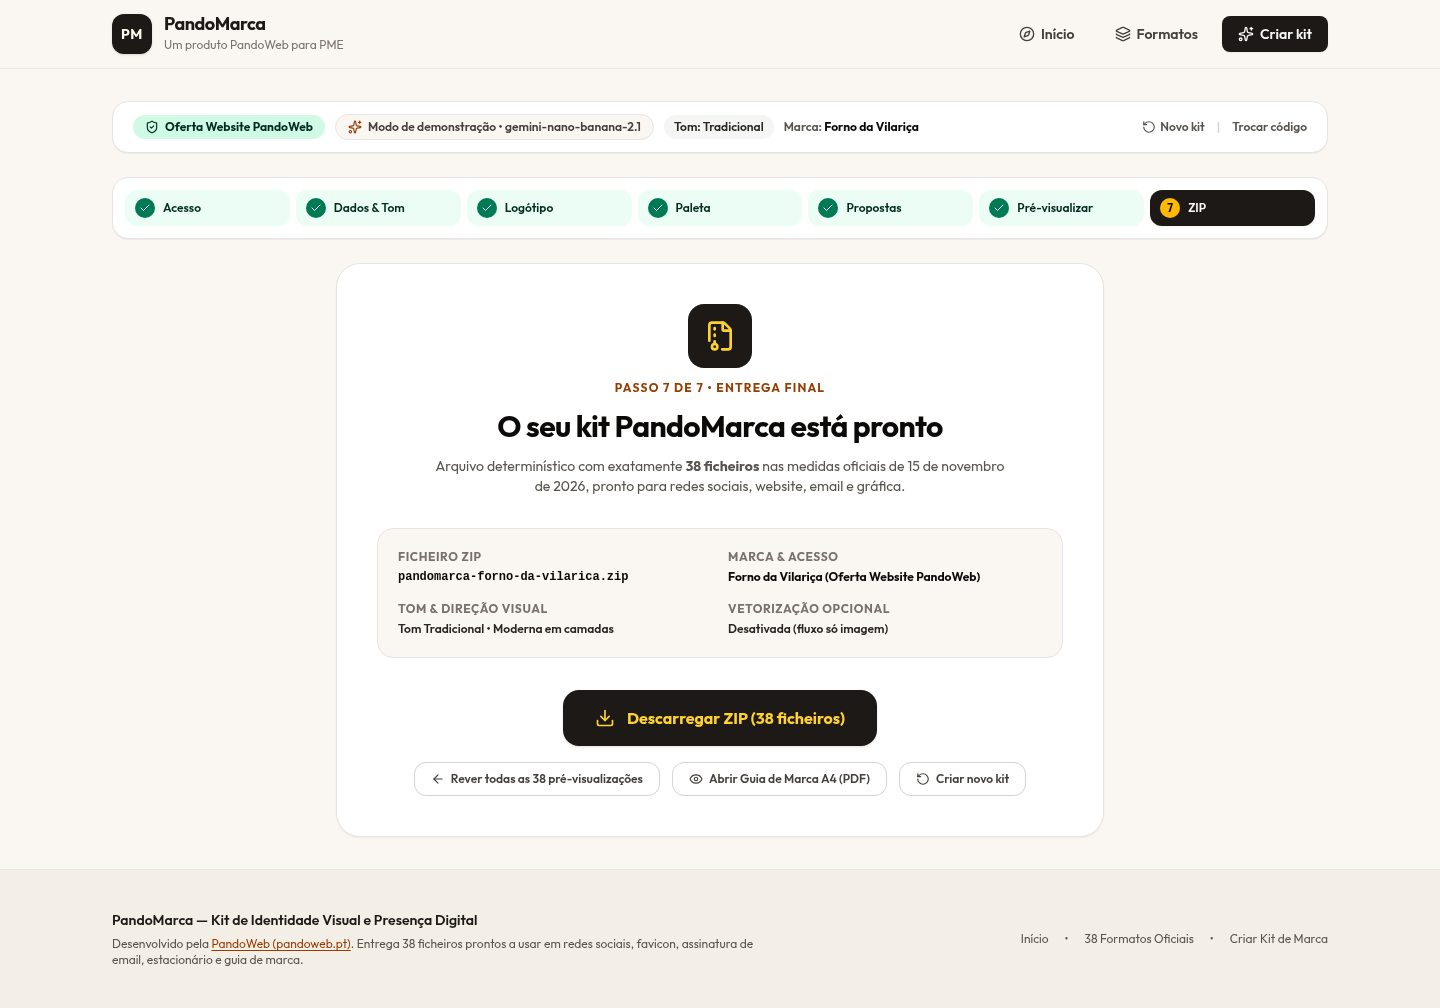 PM
PandoMarca
Um produto PandoWeb para PME
Início
Formatos
Criar kit
Oferta Website PandoWeb
Modo de demonstração • gemini-nano-banana-2.1
Tom: Tradicional
Marca: Forno da Vilariça
Novo kit
|
Trocar código
Acesso
Dados & Tom
Logótipo
Paleta
Propostas
Pré-visualizar
7
ZIP
PASSO 7 DE 7 • ENTREGA FINAL
O seu kit PandoMarca está pronto
Arquivo determinístico com exatamente 38 ficheiros nas medidas oficiais de 15 de novembro
de 2026, pronto para redes sociais, website, email e gráfica.
FICHEIRO ZIP
pandomarca-forno-da-vilarica.zip
MARCA & ACESSO
Forno da Vilariça (Oferta Website PandoWeb)
TOM & DIREÇÃO VISUAL
Tom Tradicional • Moderna em camadas
VETORIZAÇÃO OPCIONAL
Desativada (fluxo só imagem)
Descarregar ZIP (38 ficheiros)
Rever todas as 38 pré-visualizações
Abrir Guia de Marca A4 (PDF)
Criar novo kit
PandoMarca — Kit de Identidade Visual e Presença Digital
Desenvolvido pela PandoWeb (pandoweb.pt). Entrega 38 ficheiros prontos a usar em redes sociais, favicon, assinatura de
email, estacionário e guia de marca.
Início • 38 Formatos Oficiais • Criar Kit de Marca